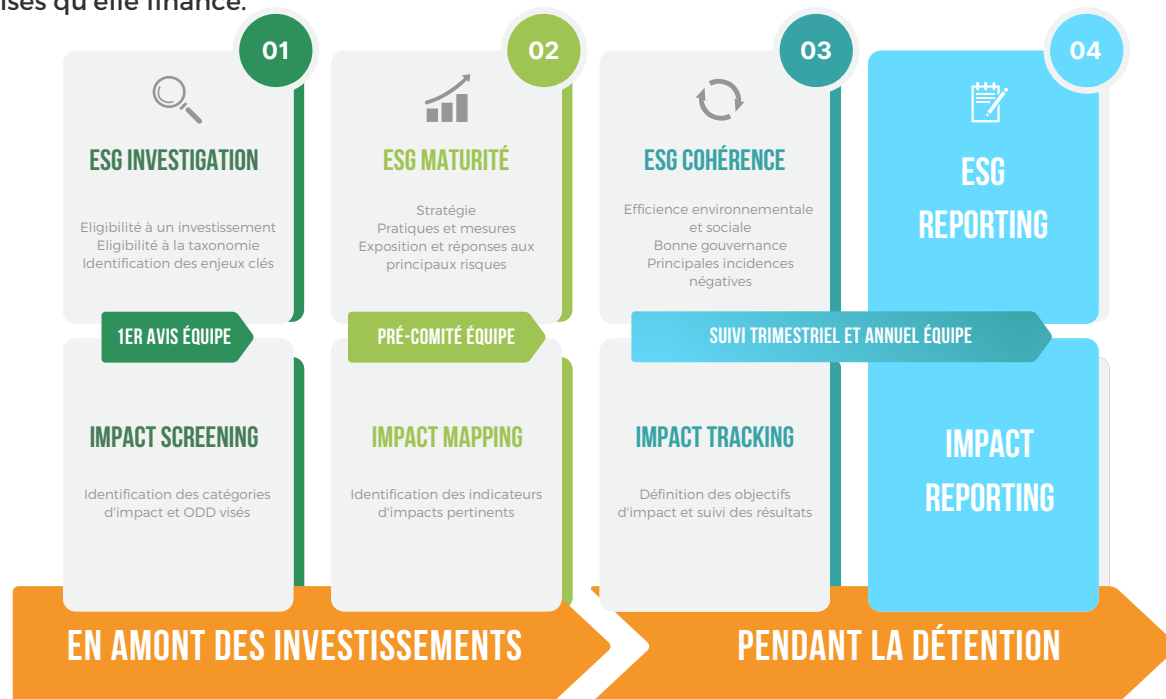 qu'elle finance.
01
02
03
04
ESG INVESTIGATION
Eligibilité à un investissement
Eligibilité à la taxonomie
Identification des enjeux clés
ESG MATURITÉ
Stratégie
Pratiques et mesures
Exposition et réponses aux
principaux risques
ESG COHÉRENCE
Efficience environnementale
et sociale
Bonne gouvernance
Principales incidences
négatives
ESG
REPORTING
1ER AVIS ÉQUIPE
PRÉ-COMITÉ ÉQUIPE
SUIVI TRIMESTRIEL ET ANNUEL ÉQUIPE
IMPACT SCREENING
Identification des catégories
d'impact et ODD visés
IMPACT MAPPING
Identification des indicateurs
d'impacts pertinents
IMPACT TRACKING
Définition des objectifs
d'impact et suivi des résultats
IMPACT
REPORTING
EN AMONT DES INVESTISSEMENTS
PENDANT LA DÉTENTION